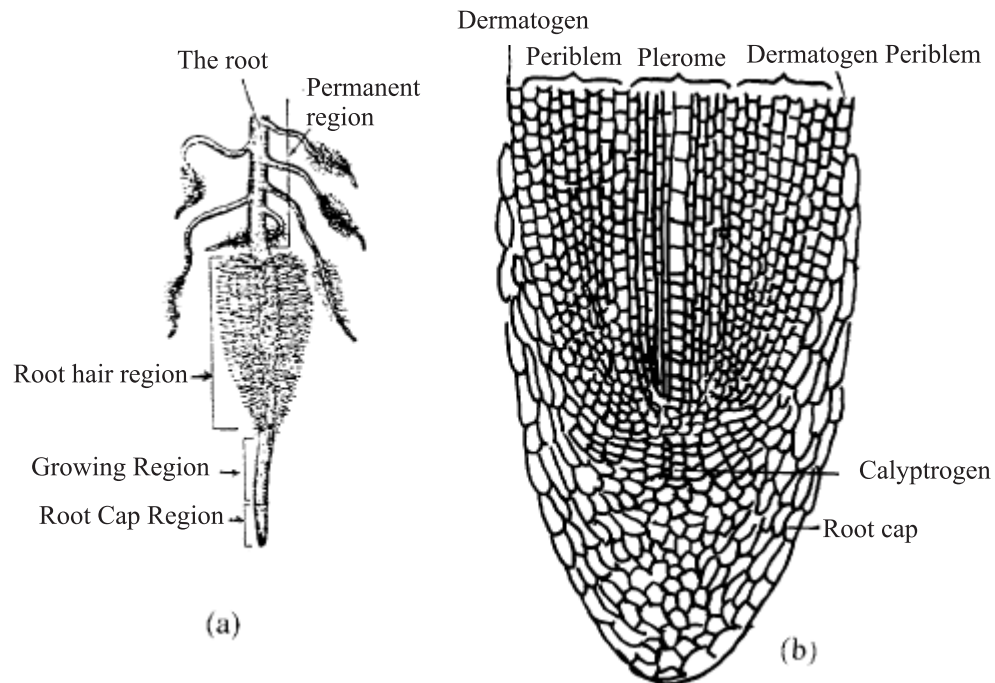 The root
Permanent
region
Root hair region
Growing Region
Root Cap Region
(a)
Dermatogen
Periblem
Plerome
Dermatogen Periblem
Calyptrogen
Root cap
(b)